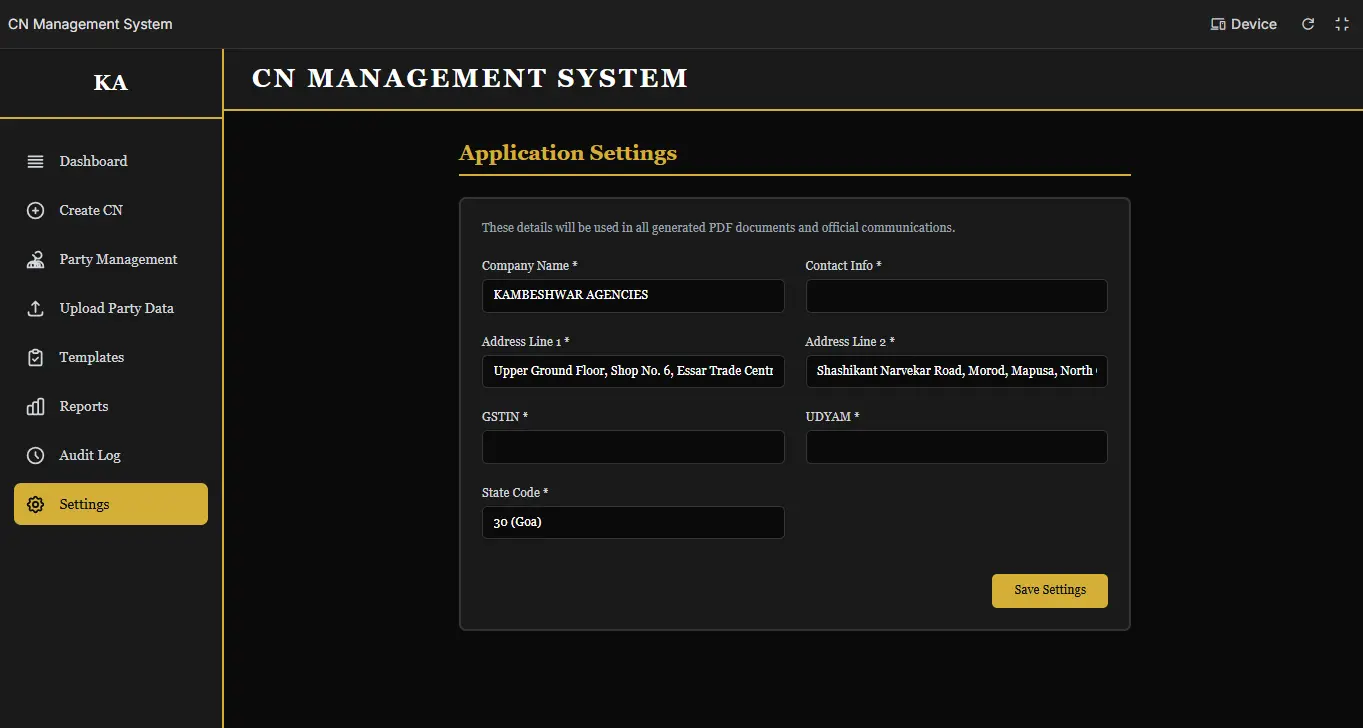 CN Management System
Device
KA
CN MANAGEMENT SYSTEM
Dashboard
Create CN
Party Management
Upload Party Data
Templates
Reports
Audit Log
Settings
Application Settings
These details will be used in all generated PDF documents and official communications.
Company Name * Contact Info *
KAMBESHWAR AGENCIES
Address Line 1 * Address Line 2 *
Upper Ground Floor, Shop No. 6, Essar Trade Centr Shashikant Narvekar Road, Morod, Mapusa, North
GSTIN * UDYAM *
State Code *
30 (Goa)
Save Settings